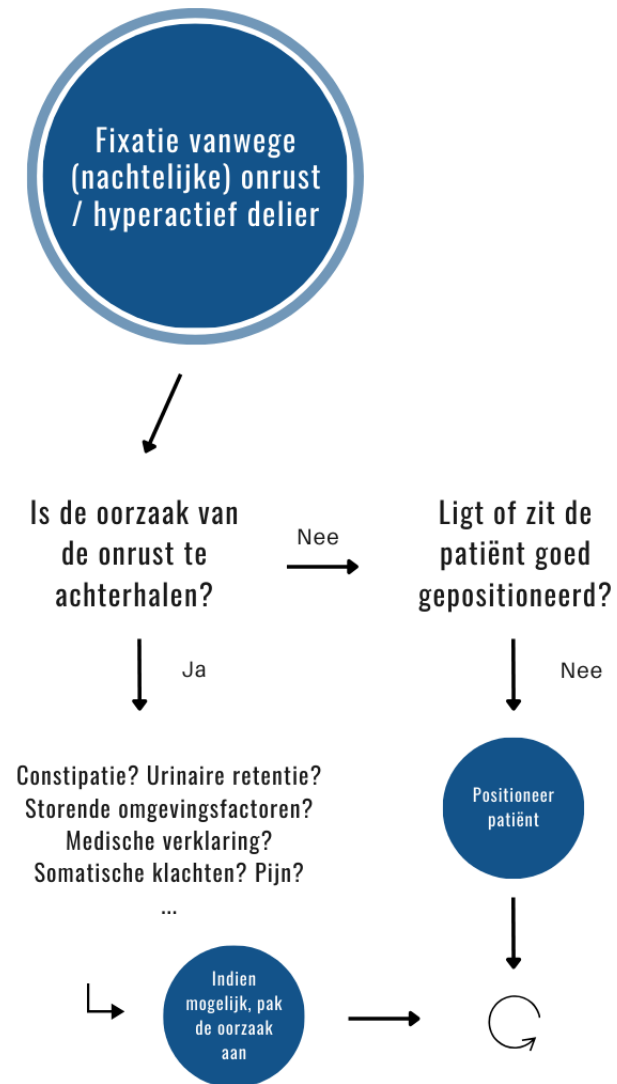 Fixatie vanwege
(nachtelijke) onrust
/ hyperactief delier
Is de oorzaak van
de onrust te
achterhalen?
Nee
Ligt of zit de
patiënt goed
gepositioneerd?
Ja
Nee
Constipatie? Urinaire retentie?
Storende omgevingsfactoren?
Medische verklaring?
Somatische klachten? Pijn?
...
Positioneer
patiënt
Indien
mogelijk, pak
de oorzaak
aan